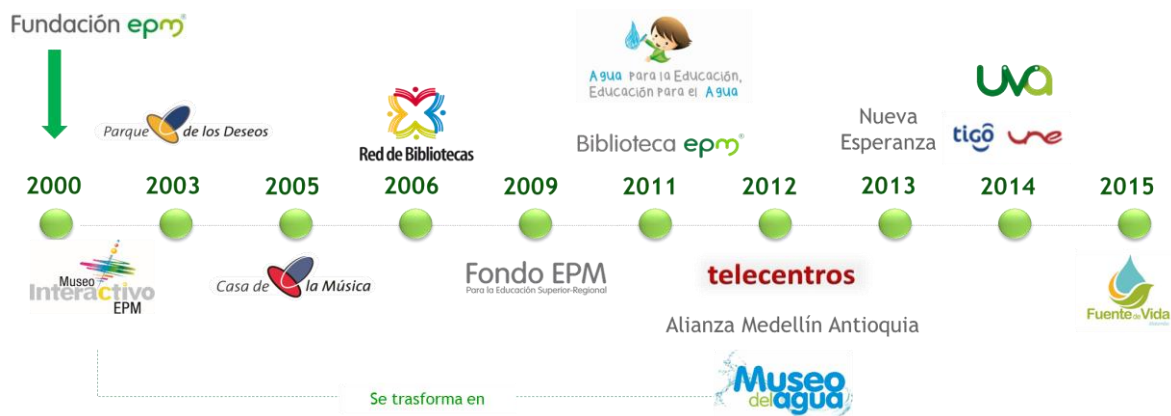 Fundación epm®
Agua para la Educación,
Educación para el Agua
uva
Parque de los Deseos
Red de Bibliotecas
Biblioteca epm®
Nueva
Esperanza
tigo une
2000 2003 2005 2006 2009 2011 2012 2013 2014 2015
Museo
Interactivo
EPM
Casa de la Música
Fondo EPM
Para la Educación Superior-Regional
telecentros
Alianza Medellín Antioquia
Fuente de Vida
Se trasforma en
Museo
del agua